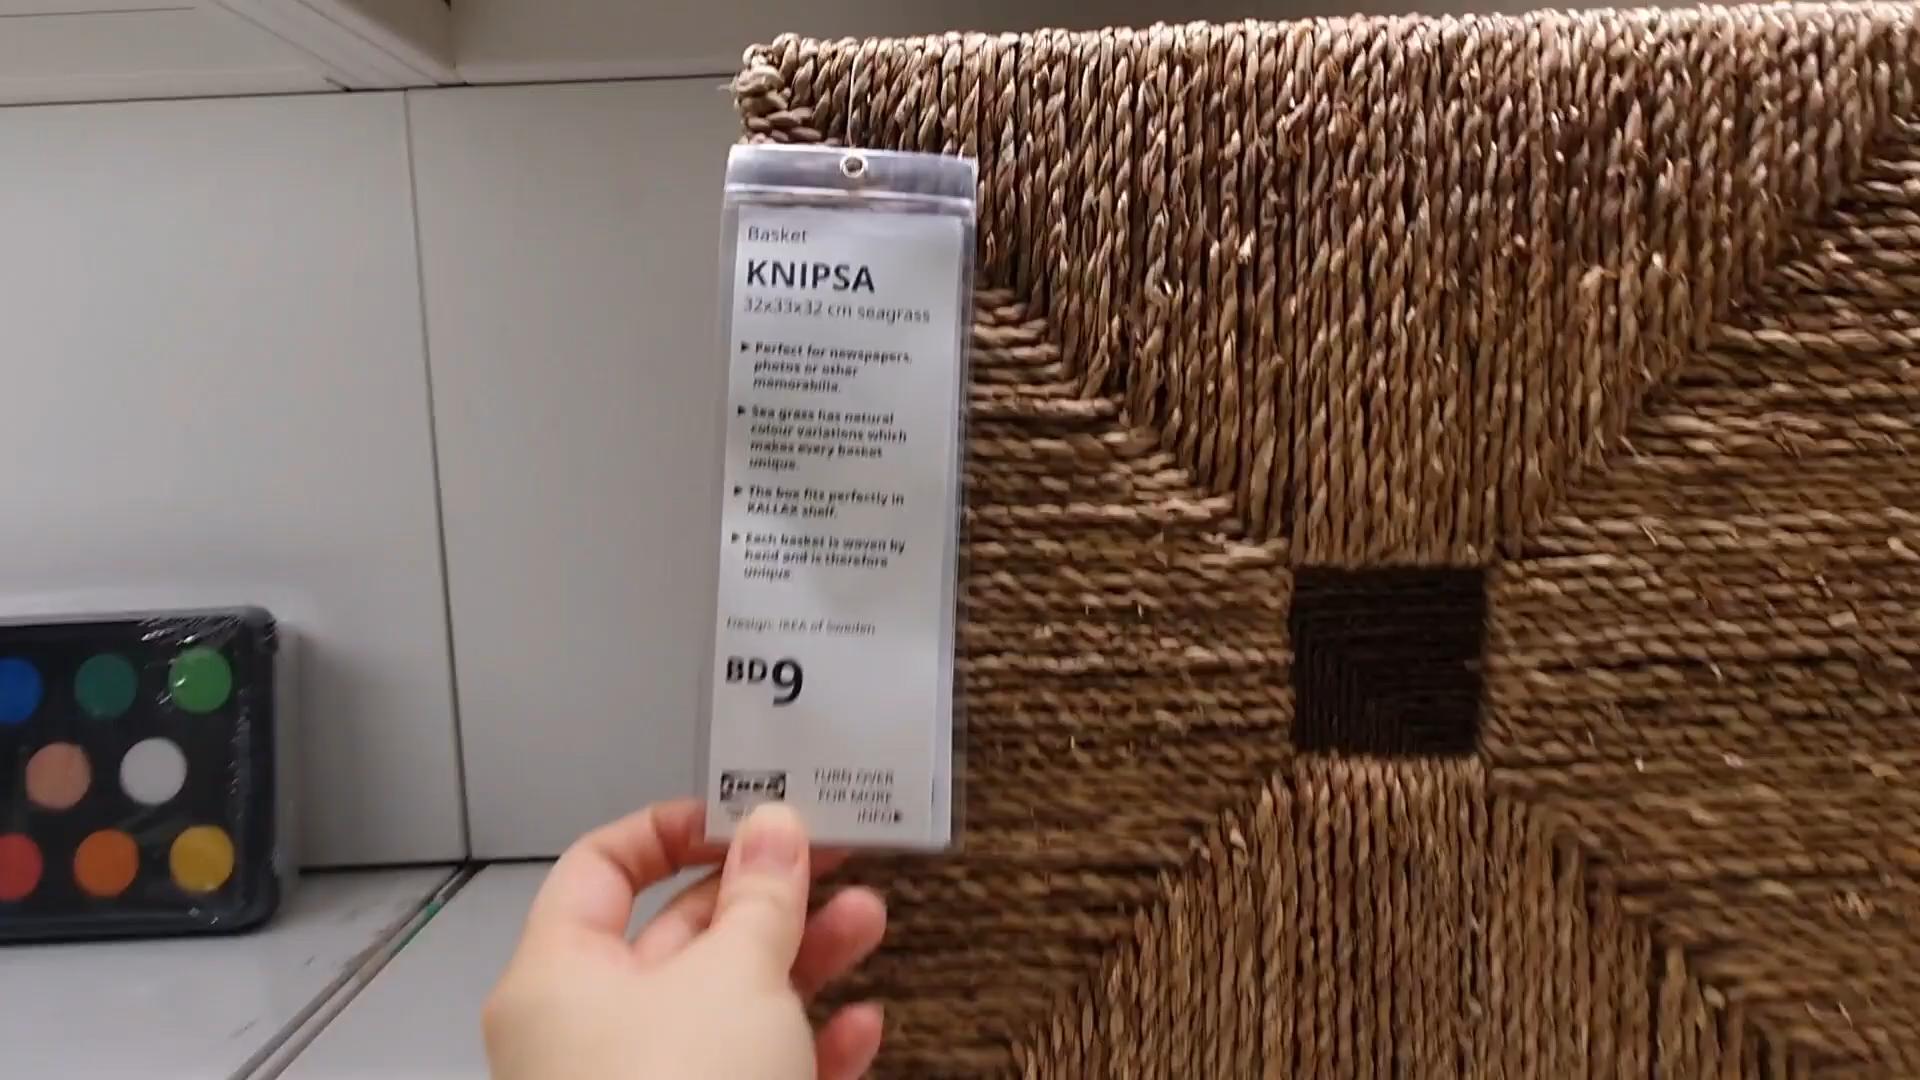 Basket
KNIPSA
32x33x32 cm seagrass
► Perfect for newspapers,
photos or other
memorabilia.
► Sea grass has natural
colour variations which
makes every basket
unique.
► The box fits perfectly in
KALLAX shelf.
► Each basket is woven by
hand and is therefore
unique.
Design: IKEA of Sweden
BD9
IKEA
TURN OVER
FOR MORE
INFO►